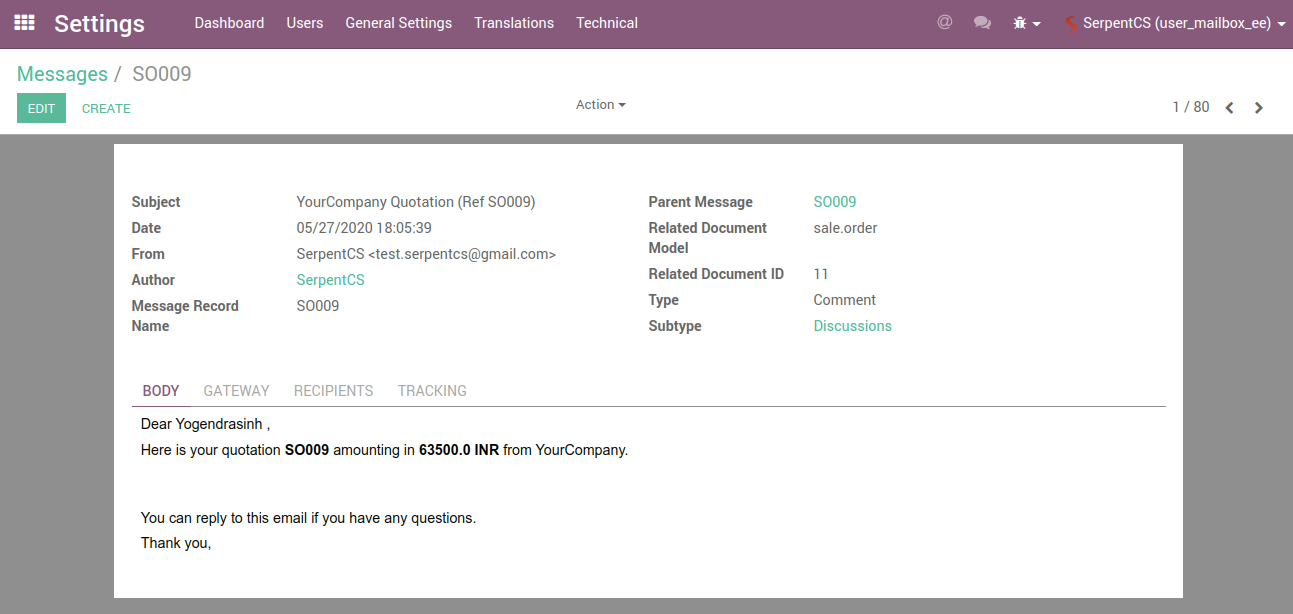 Settings Dashboard Users General Settings Translations Technical SerpentCS (user_mailbox_ee)
Messages / SO009
EDIT CREATE Action 1 / 80
Subject YourCompany Quotation (Ref SO009)
Date 05/27/2020 18:05:39
From SerpentCS <test.serpentcs@gmail.com>
Author SerpentCS
Message Record
Name
SO009
Parent Message SO009
Related Document
Model
sale.order
Related Document ID 11
Type Comment
Subtype Discussions
BODY GATEWAY RECIPIENTS TRACKING
Dear Yogendrasinh ,
Here is your quotation SO009 amounting in 63500.0 INR from YourCompany.
You can reply to this email if you have any questions.
Thank you,